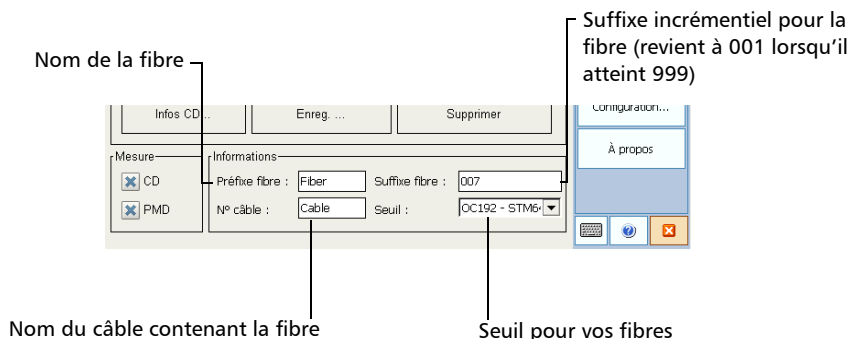 Suffixe incrémentiel pour la
fibre (revient à 001 lorsqu'il
atteint 999)
Nom de la fibre
Infos CD...
Enreg. ...
Supprimer
Configuration...
À propos
Mesure
Informations
CD
Préfixe fibre :
Fiber
Suffixe fibre :
007
PMD
Nº câble :
Cable
Seuil :
OC192 - STM64
Nom du câble contenant la fibre
Seuil pour vos fibres